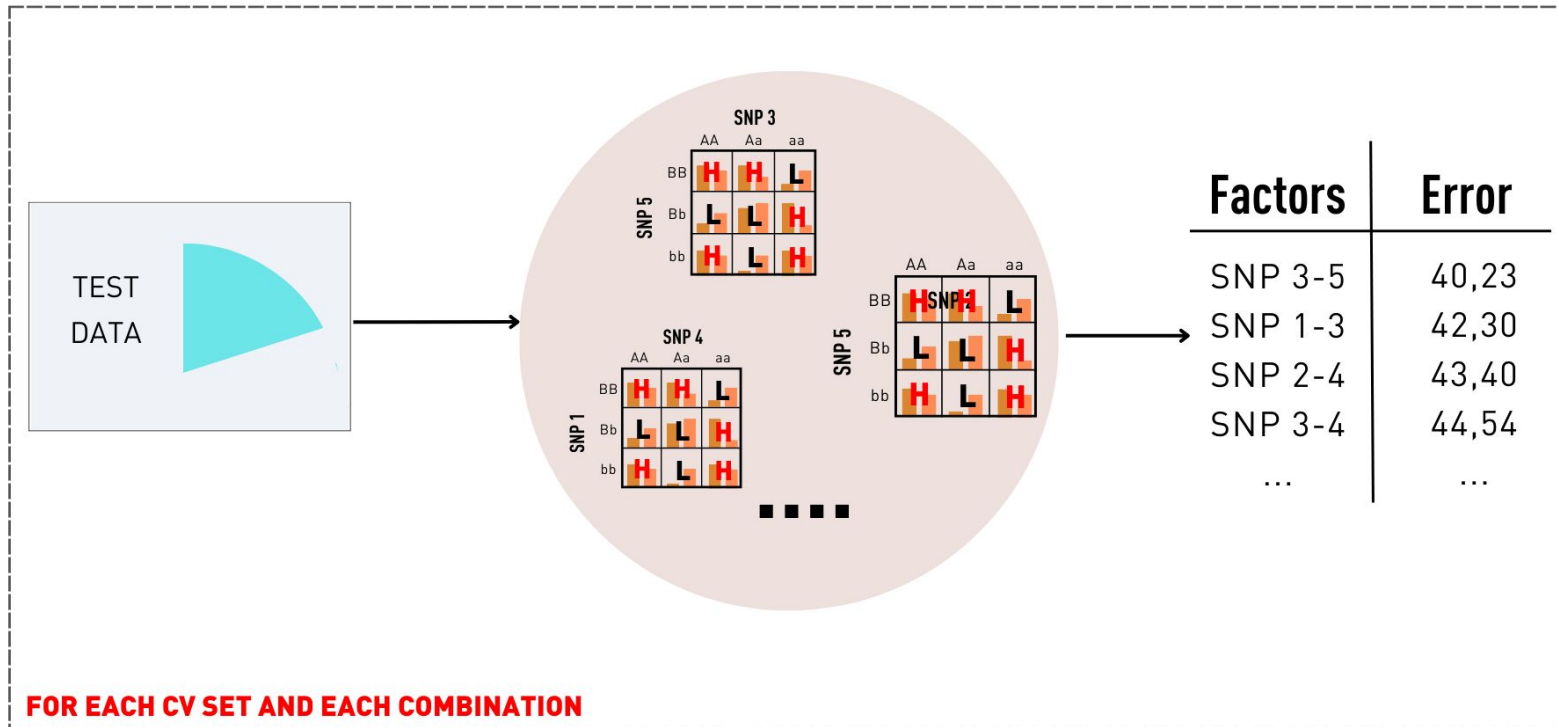 TEST
DATA
SNP 3
AA Aa aa
SNP 5
BB H H L
Bb L L H
bb H L H
SNP 4
AA Aa aa
SNP 1
BB H H L
Bb L L H
bb H L H
AA Aa aa
SNP 2
SNP 5
BB H H L
Bb L L H
bb H L H
Factors Error
SNP 3-5 40,23
SNP 1-3 42,30
SNP 2-4 43,40
SNP 3-4 44,54
... ...
FOR EACH CV SET AND EACH COMBINATION